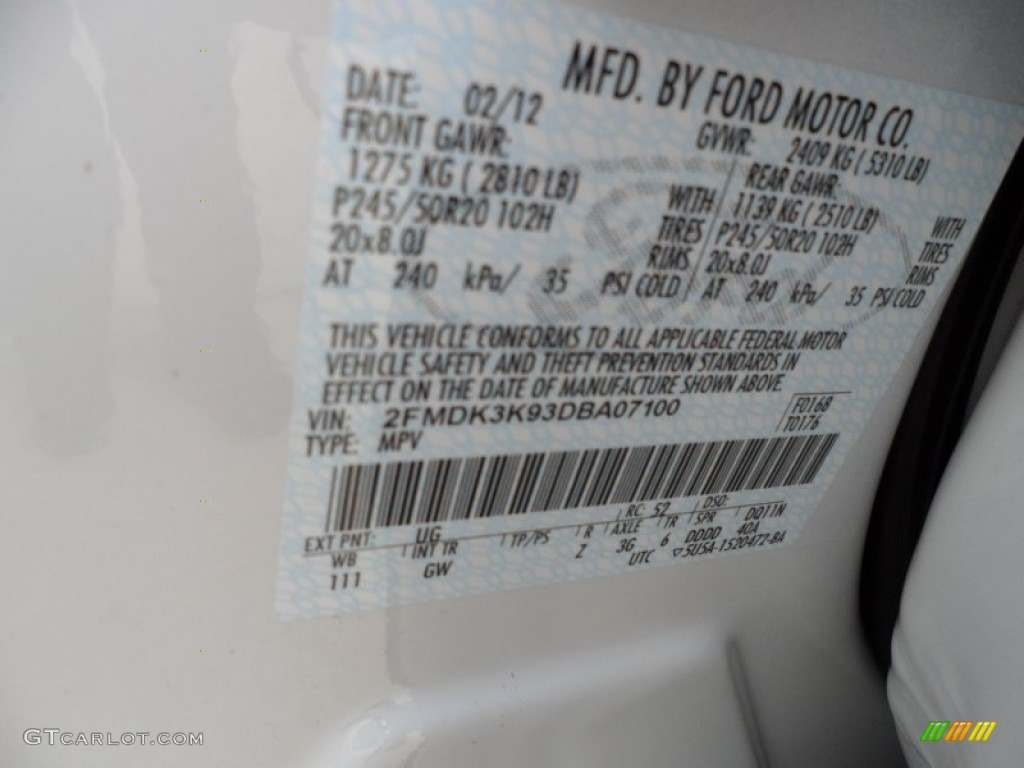 MFD. BY FORD MOTOR CO.
DATE: 02/12 GVWR: 2409 KG ( 5310 LB)
FRONT GAWR: REAR GAWR:
1275 KG ( 2810 LB) WITH 1139 KG ( 2510 LB) WITH
P245/50R20 102H TIRES P245/50R20 102H TIRES
20x8.0J RIMS 20x8.0J RIMS
AT 240 kPa/ 35 PSI COLD AT 240 kPa/ 35 PSI COLD
THIS VEHICLE CONFORMS TO ALL APPLICABLE FEDERAL MOTOR
VEHICLE SAFETY AND THEFT PREVENTION STANDARDS IN
EFFECT ON THE DATE OF MANUFACTURE SHOWN ABOVE.
VIN: 2FMDK3K93DBA07100 F0168
TYPE: MPV T0176
EXT PNT: UG RC: 52 DSO:
WB INT TR TP/PS R AXLE TR SPR DQ11N
111 GW Z 3G 6 DDDD 40A
UTC ▽5U5A-1520472-BA
GTCARLOT.COM